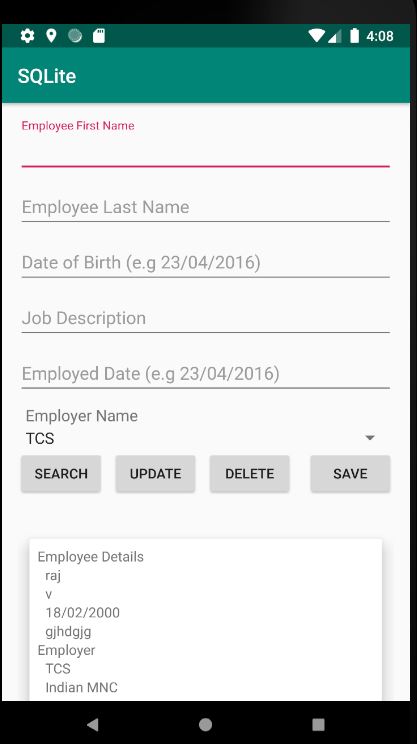 4:08
SQLite
Employee First Name
Employee Last Name
Date of Birth (e.g 23/04/2016)
Job Description
Employed Date (e.g 23/04/2016)
Employer Name
TCS
SEARCH UPDATE DELETE SAVE
Employee Details
raj
v
18/02/2000
gjhdgjg
Employer
TCS
Indian MNC